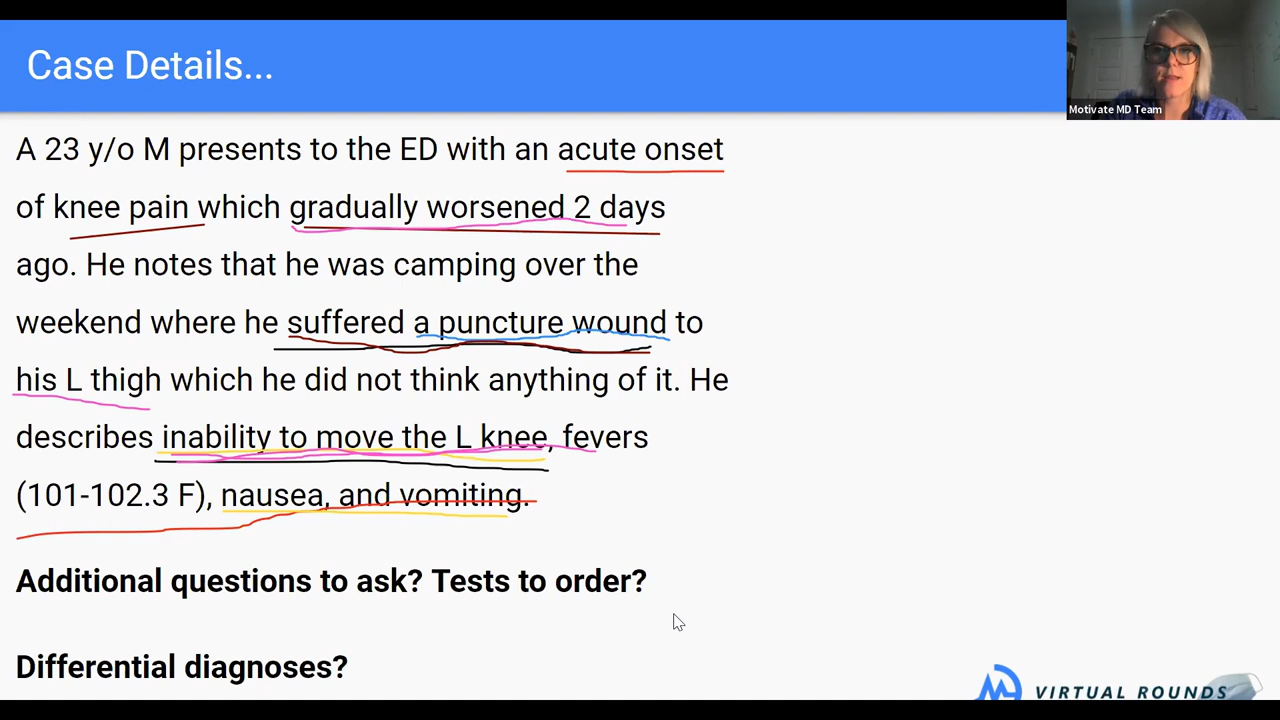 Case Details...
Motivate MD Team
A 23 y/o M presents to the ED with an acute onset
of knee pain which gradually worsened 2 days
ago. He notes that he was camping over the
weekend where he suffered a puncture wound to
his L thigh which he did not think anything of it. He
describes inability to move the L knee, fevers
(101-102.3 F), nausea, and vomiting.
Additional questions to ask? Tests to order?
Differential diagnoses?
VIRTUAL ROUNDS